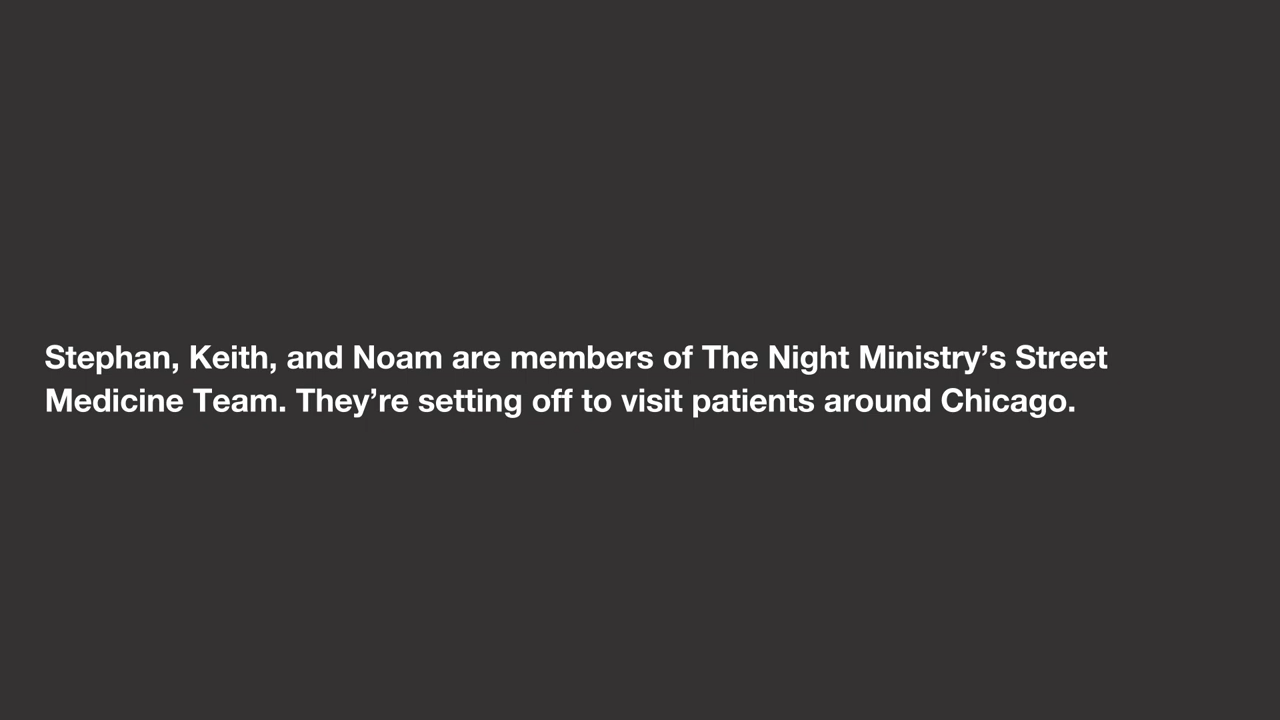 Stephan, Keith, and Noam are members of The Night Ministry’s Street
Medicine Team. They’re setting off to visit patients around Chicago.